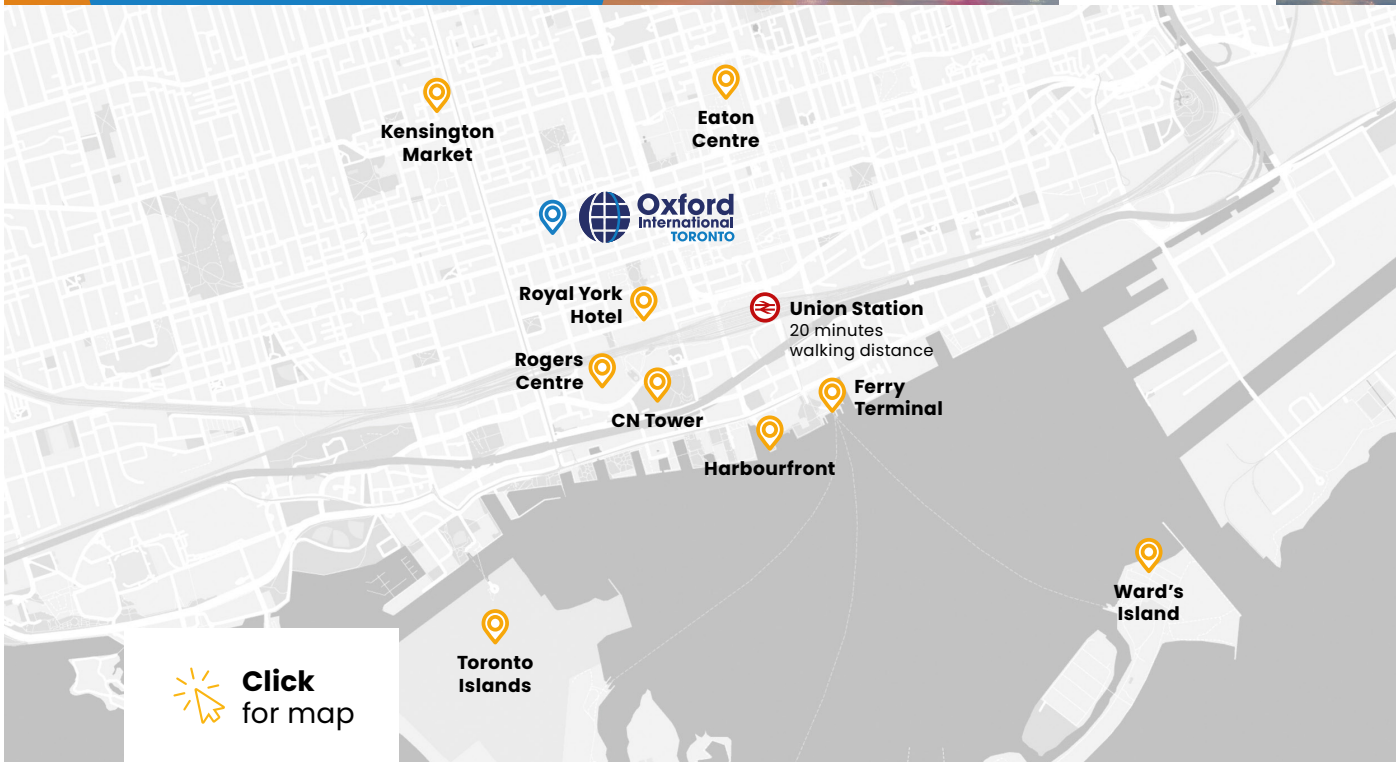 Kensington
Market
Eaton
Centre
Oxford
International
TORONTO
Royal York
Hotel
Union Station
20 minutes
walking distance
Rogers
Centre
CN Tower
Ferry
Terminal
Harbourfront
Ward's
Island
Toronto
Islands
Click
for map